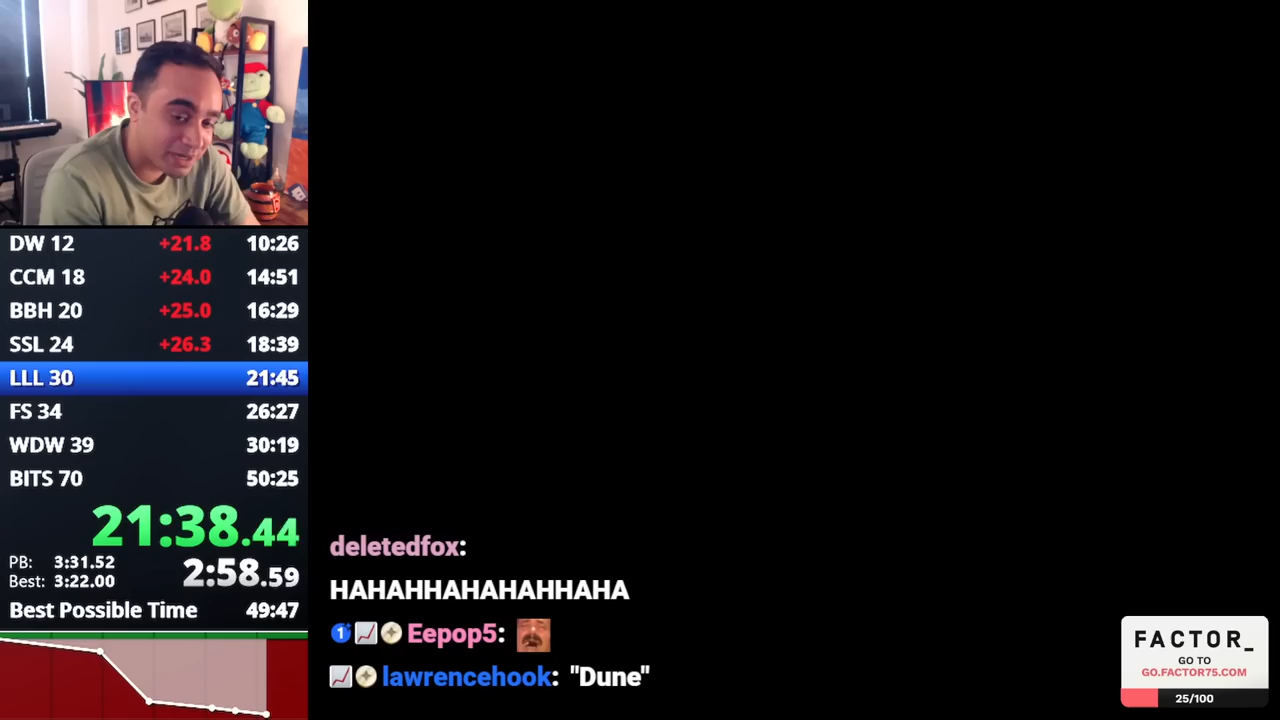 DW 12 +21.8 10:26
CCM 18 +24.0 14:51
BBH 20 +25.0 16:29
SSL 24 +26.3 18:39
LLL 30 21:45
FS 34 26:27
WDW 39 30:19
BITS 70 50:25
21:38.44
PB: 3:31.52
Best: 3:22.00
2:58.59
Best Possible Time 49:47
deletedfox:
HAHAHHAHAHAHHAHA
1 Eepop5:
lawrencehook: "Dune"
FACTOR_
GO TO
GO.FACTOR75.COM
25/100